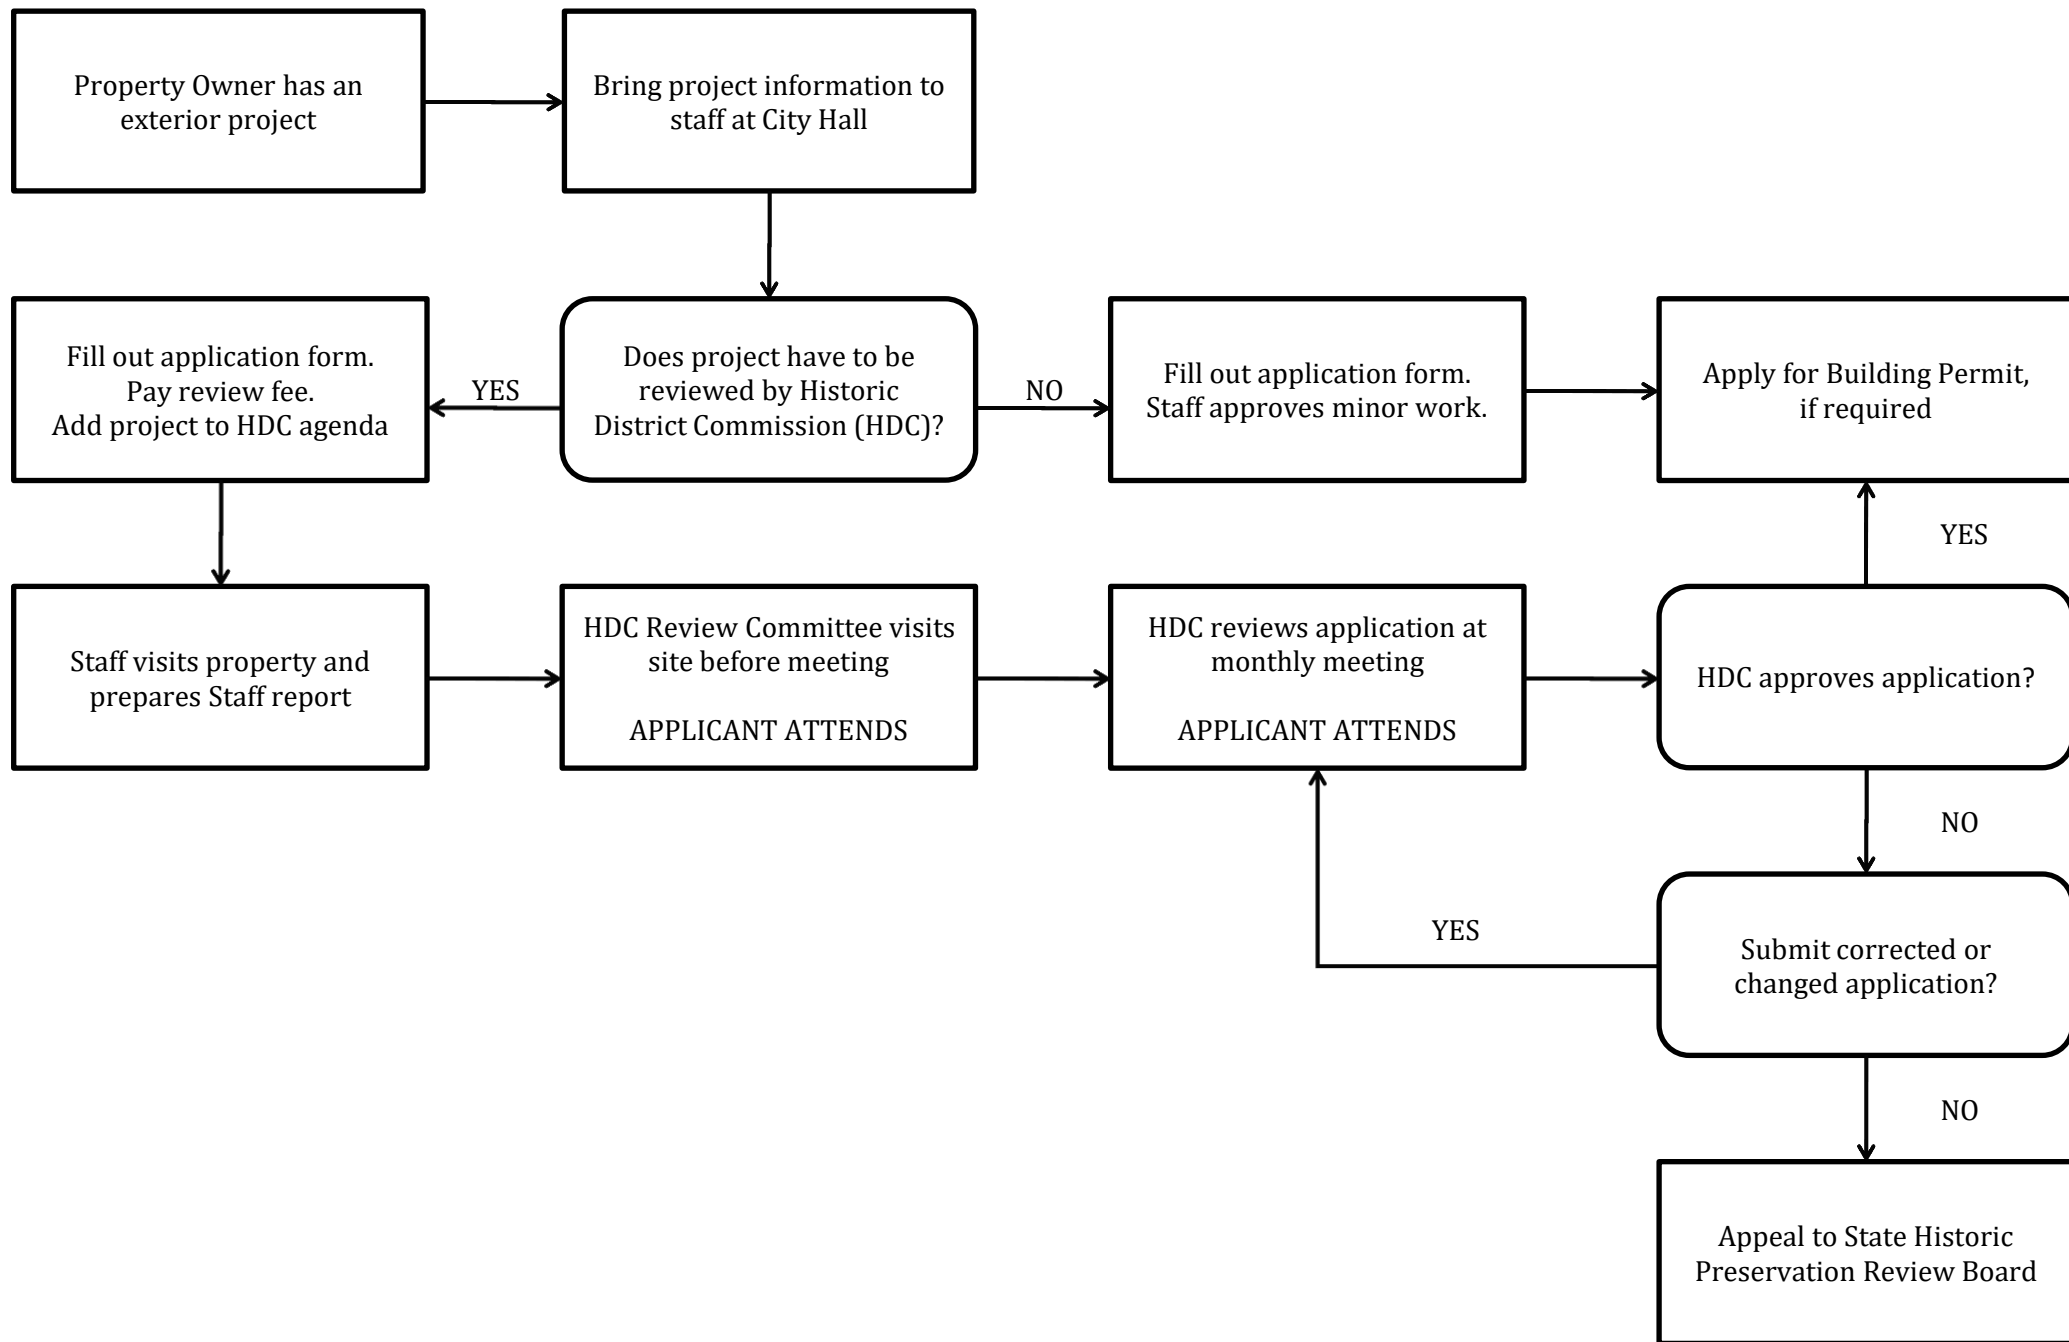 Property Owner has an
exterior project
Bring project information to
staff at City Hall
Fill out application form.
Pay review fee.
Add project to HDC agenda
YES
Does project have to be
reviewed by Historic
District Commission (HDC)?
NO
Fill out application form.
Staff approves minor work.
Apply for Building Permit,
if required
YES
Staff visits property and
prepares Staff report
HDC Review Committee visits
site before meeting
APPLICANT ATTENDS
HDC reviews application at
monthly meeting
APPLICANT ATTENDS
HDC approves application?
NO
YES
Submit corrected or
changed application?
NO
Appeal to State Historic
Preservation Review Board